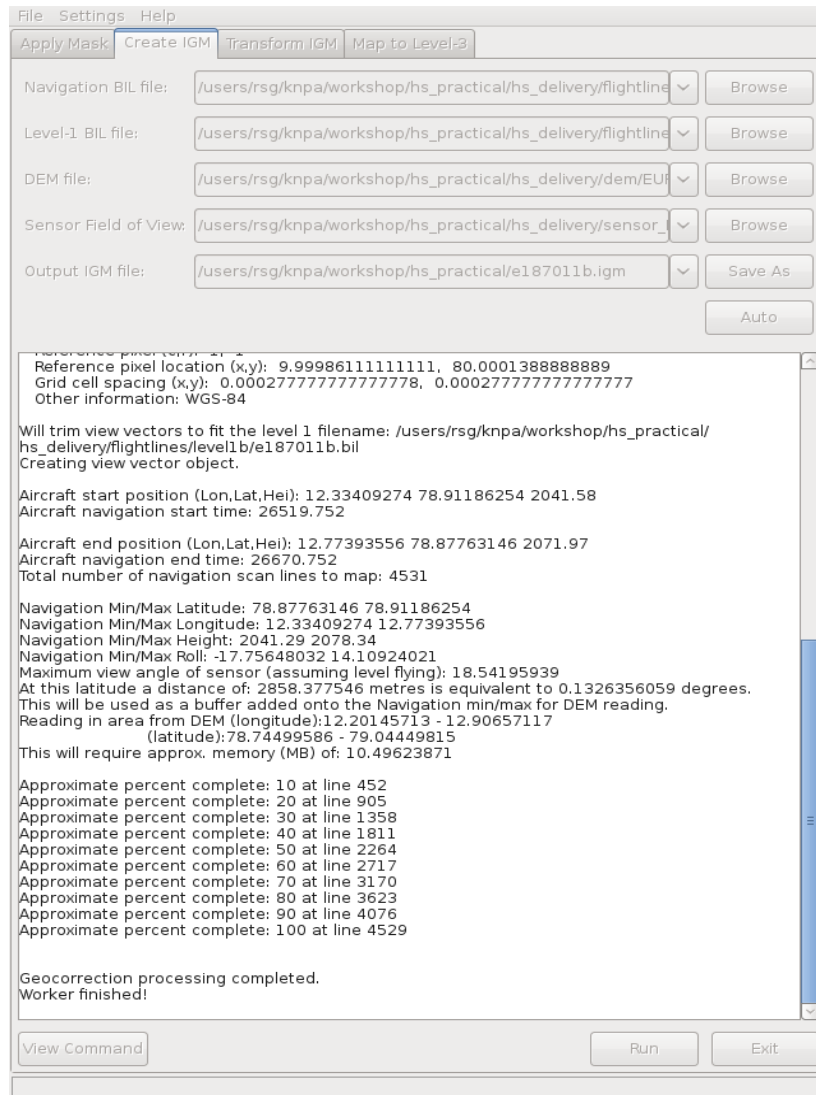 File Settings Help
Apply Mask Create IGM Transform IGM Map to Level-3
Navigation BIL file: /users/rsg/knpa/workshop/hs_practical/hs_delivery/flightline Browse
Level-1 BIL file: /users/rsg/knpa/workshop/hs_practical/hs_delivery/flightline Browse
DEM file: /users/rsg/knpa/workshop/hs_practical/hs_delivery/dem/EU Browse
Sensor Field of View: /users/rsg/knpa/workshop/hs_practical/hs_delivery/sensor_ Browse
Output IGM file: /users/rsg/knpa/workshop/hs_practical/e187011b.igm Save As
Auto
Reference pixel (c,r): 1, 1
Reference pixel location (x,y): 9.99986111111111, 80.0001388888889
Grid cell spacing (x,y): 0.000277777777777778, 0.000277777777777777
Other information: WGS-84
Will trim view vectors to fit the level 1 filename: /users/rsg/knpa/workshop/hs_practical/
hs_delivery/flightlines/level1b/e187011b.bil
Creating view vector object.
Aircraft start position (Lon,Lat,Hei): 12.33409274 78.91186254 2041.58
Aircraft navigation start time: 26519.752
Aircraft end position (Lon,Lat,Hei): 12.77393556 78.87763146 2071.97
Aircraft navigation end time: 26670.752
Total number of navigation scan lines to map: 4531
Navigation Min/Max Latitude: 78.87763146 78.91186254
Navigation Min/Max Longitude: 12.33409274 12.77393556
Navigation Min/Max Height: 2041.29 2078.34
Navigation Min/Max Roll: -17.75648032 14.10924021
Maximum view angle of sensor (assuming level flying): 18.54195939
At this latitude a distance of: 2858.377546 metres is equivalent to 0.1326356059 degrees.
This will be used as a buffer added onto the Navigation min/max for DEM reading.
Reading in area from DEM (longitude):12.20145713 - 12.90657117
(latitude):78.74499586 - 79.04449815
This will require approx. memory (MB) of: 10.49623871
Approximate percent complete: 10 at line 452
Approximate percent complete: 20 at line 905
Approximate percent complete: 30 at line 1358
Approximate percent complete: 40 at line 1811
Approximate percent complete: 50 at line 2264
Approximate percent complete: 60 at line 2717
Approximate percent complete: 70 at line 3170
Approximate percent complete: 80 at line 3623
Approximate percent complete: 90 at line 4076
Approximate percent complete: 100 at line 4529
Geocorrection processing completed.
Worker finished!
View Command Run Exit